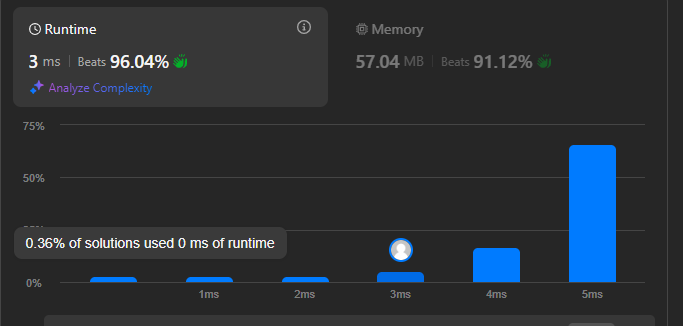 Runtime
3 ms | Beats 96.04%
Analyze Complexity
Memory
57.04 MB | Beats 91.12%
75%
50%
0.36% of solutions used 0 ms of runtime
0%
1ms 2ms 3ms 4ms 5ms